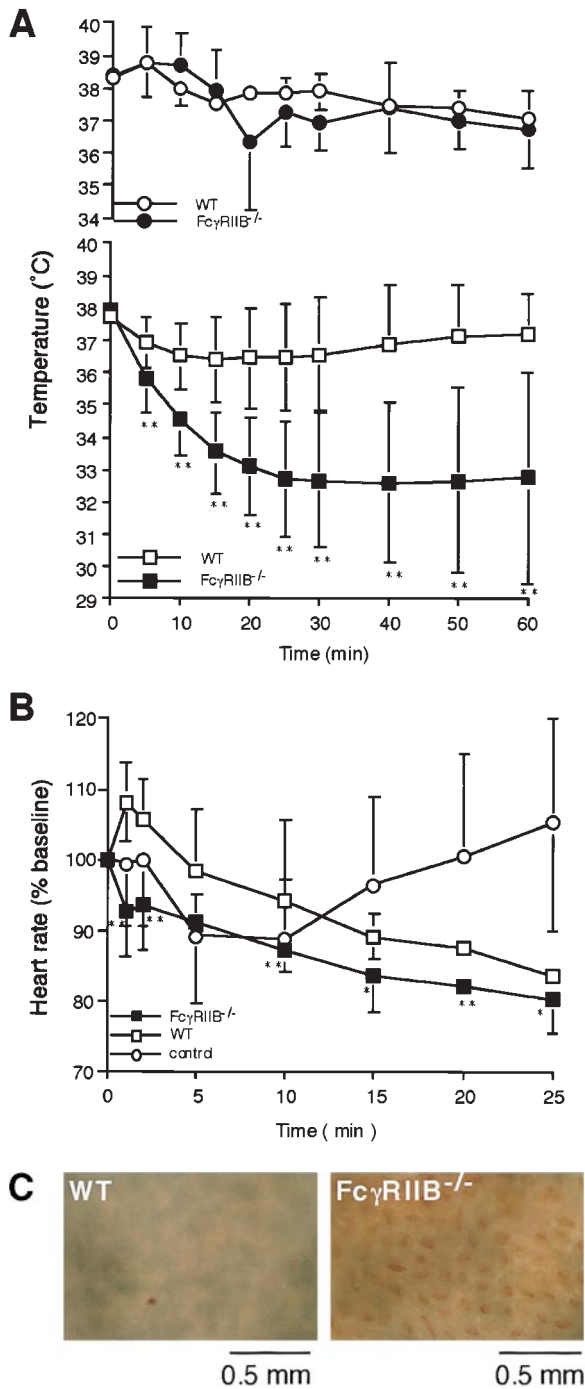 A
40
39
38
37
36
35
34
WT
FcγRIIB-/-
Temperature (˚C)
40
39
38
37
36
35
34
33
32
31
30
29
**
**
**
**
**
**
**
**
**
WT
FcγRIIB-/-
0 10 20 30 40 50 60
Time (min)
B
Heart rate (% baseline)
120
110
100
90
80
70
**
**
**
*
**
*
FcγRIIB-/-
WT
contrd
0 5 10 15 20 25
Time ( min )
C
WT
FcγRIIB-/-
0.5 mm
0.5 mm